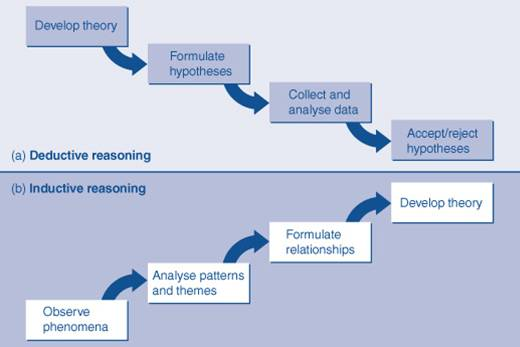 Develop theory
Formulate
hypotheses
Collect and
analyse data
Accept/reject
hypotheses
(a) Deductive reasoning
(b) Inductive reasoning
Develop theory
Formulate
relationships
Analyse patterns
and themes
Observe
phenomena